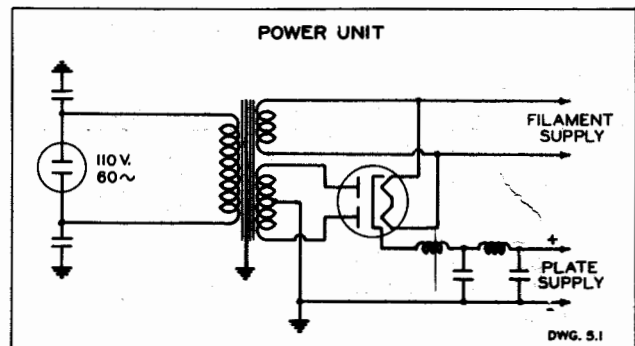 POWER UNIT
110 V.
60 ~
FILAMENT
SUPPLY
+
PLATE
SUPPLY
-
DWG. 5.1